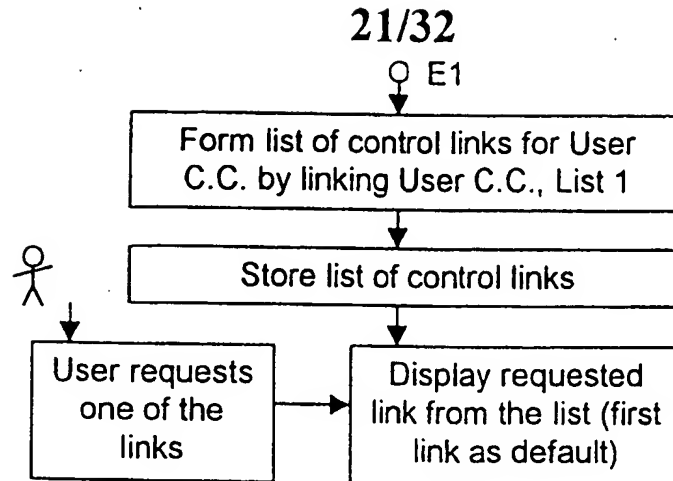 21/32
E1
Form list of control links for User
C.C. by linking User C.C., List 1
Store list of control links
User requests
one of the
links
Display requested
link from the list (first
link as default)